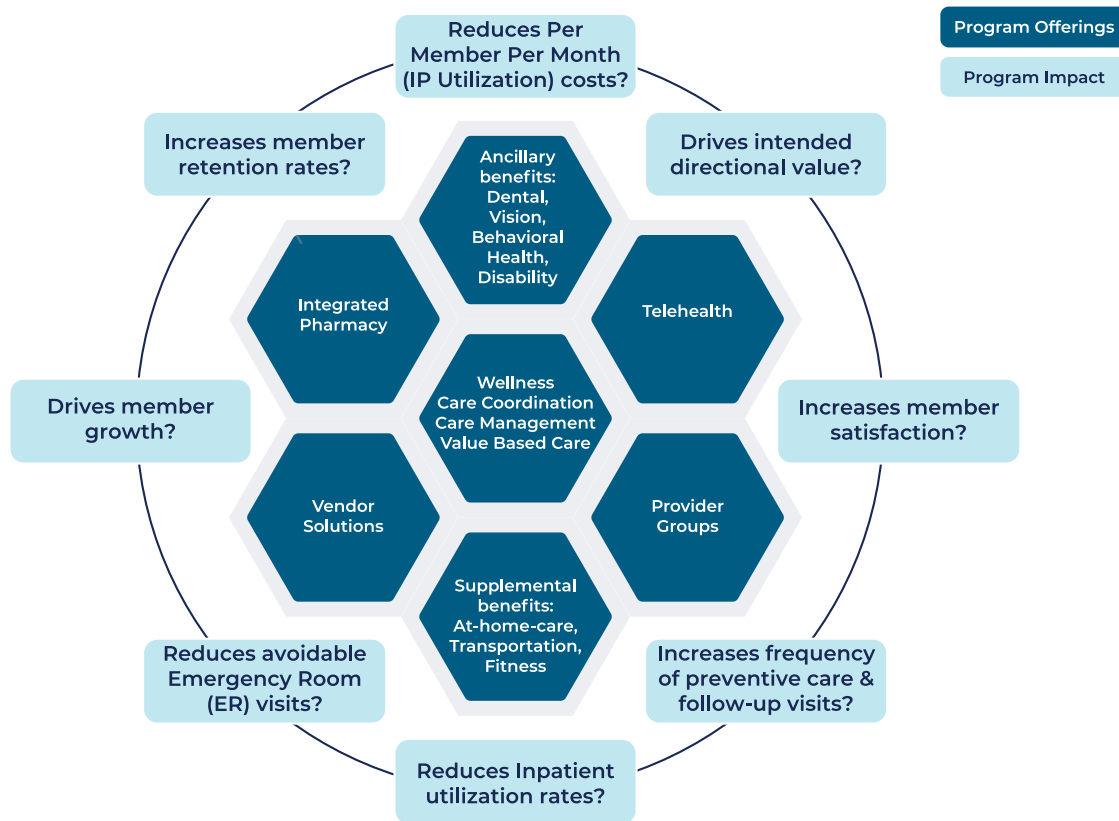 Reduces Per
Member Per Month
(IP Utilization) costs?
Program Offerings
Program Impact
Increases member
retention rates?
Drives intended
directional value?
Ancillary
benefits:
Dental,
Vision,
Behavioral
Health,
Disability
Integrated
Pharmacy
Telehealth
Wellness
Care Coordination
Care Management
Value Based Care
Drives member
growth?
Increases member
satisfaction?
Vendor
Solutions
Provider
Groups
Supplemental
benefits:
At-home-care,
Transportation,
Fitness
Reduces avoidable
Emergency Room
(ER) visits?
Increases frequency
of preventive care &
follow-up visits?
Reduces Inpatient
utilization rates?